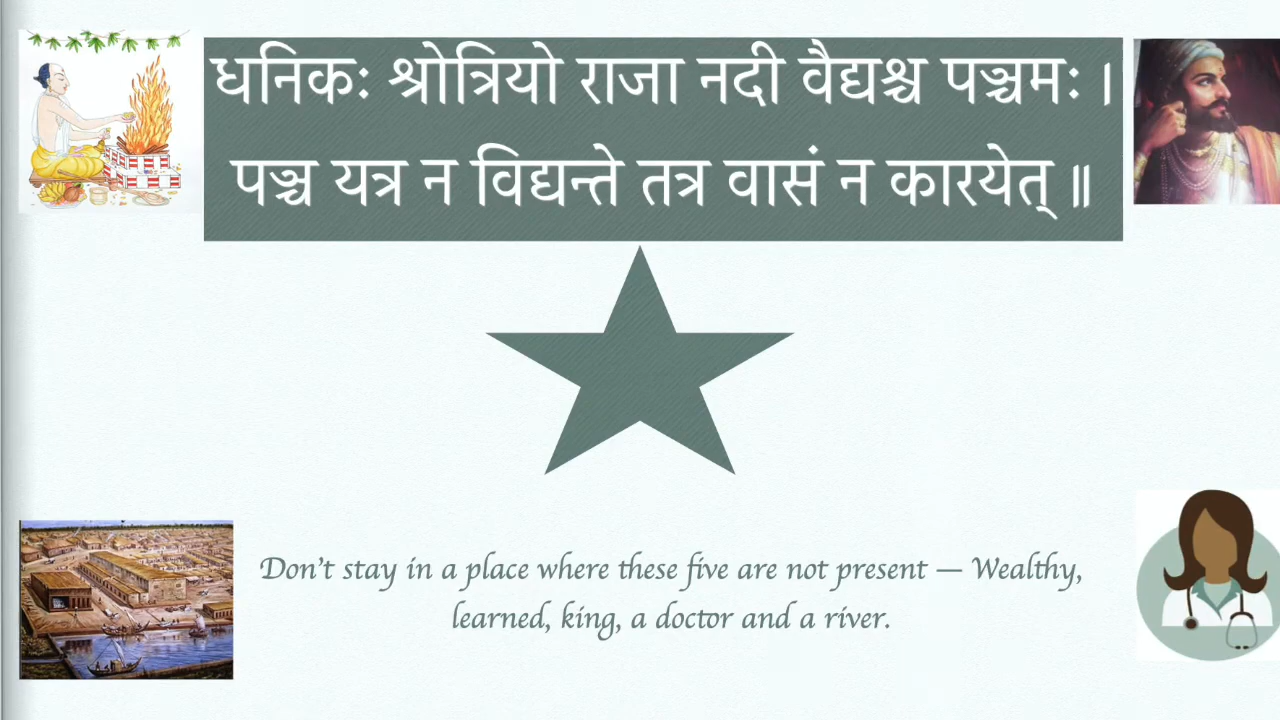 धनिकः श्रोत्रियो राजा नदी वैद्यश्च पञ्चमः ।
पञ्च यत्र न विद्यन्ते तत्र वासं न कारयेत् ॥
Don't stay in a place where these five are not present — Wealthy,
learned, king, a doctor and a river.